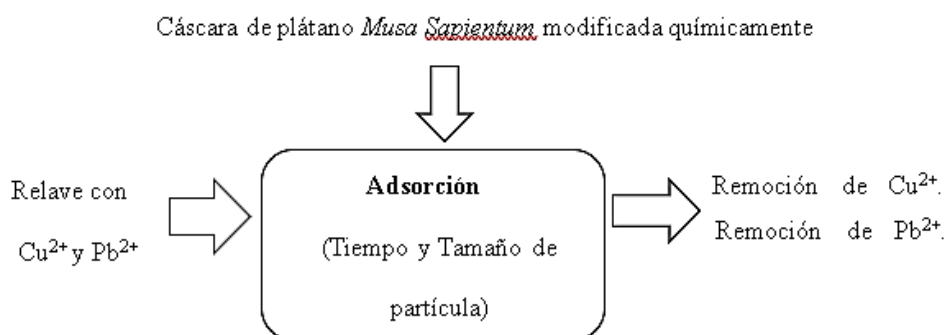 Cáscara de plátano Musa Sapientum modificada químicamente
Relave con
Cu²⁺ y Pb²⁺
Adsorción
(Tiempo y Tamaño de
partícula)
Remoción de Cu²⁺.
Remoción de Pb²⁺.